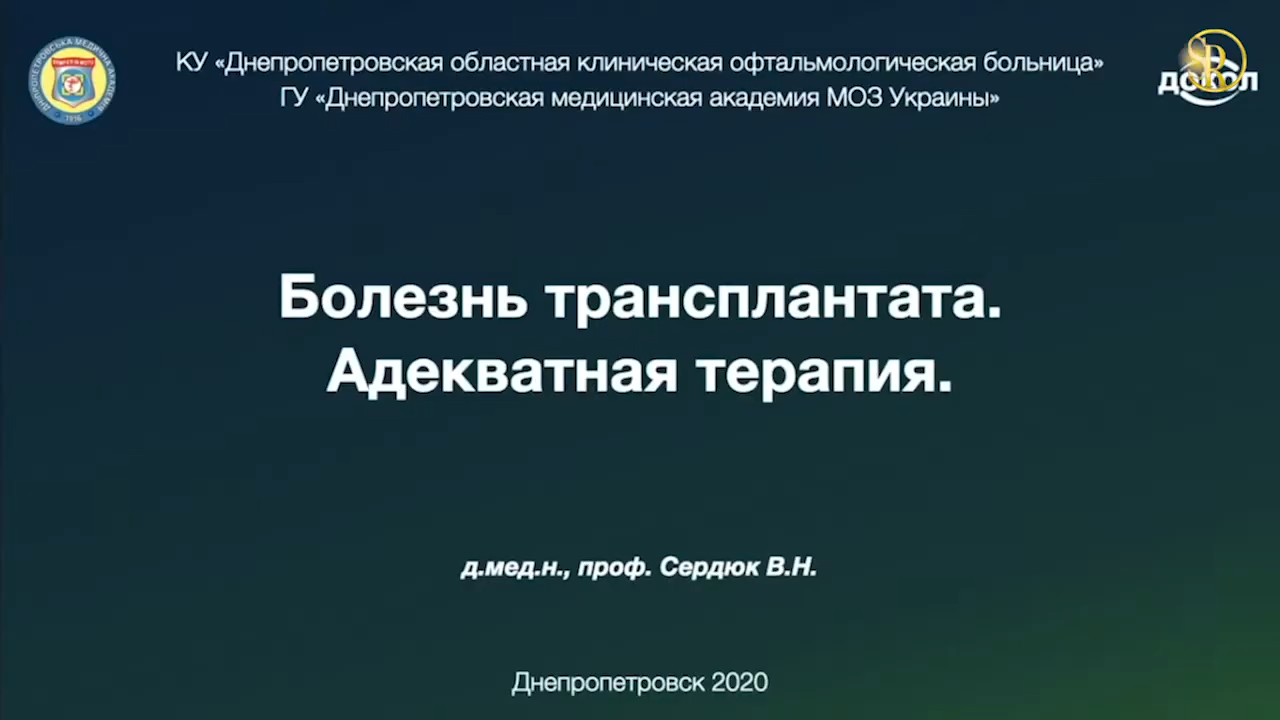 КУ «Днепропетровская областная клиническая офтальмологическая больница»
ГУ «Днепропетровская медицинская академия МОЗ Украины»
Болезнь трансплантата.
Адекватная терапия.
д.мед.н., проф. Сердюк В.Н.
Днепропетровск 2020